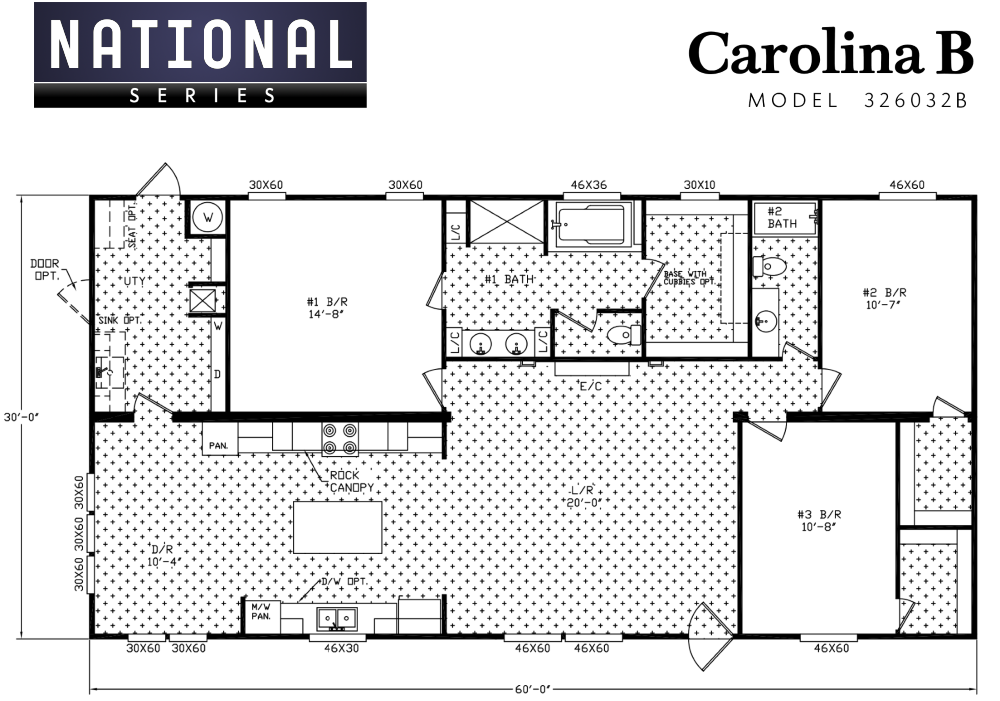 NATIONAL
SERIES
Carolina B
MODEL 326032B
30X60
30X60
46X36
30X10
46X60
SEAT OPT.
W
L/C
#2
BATH
DOOR
OPT.
UTY
#1 BATH
BASE WITH
CUBBIES OPT.
#1 B/R
14'-8"
#2 B/R
10'-7"
SINK OPT.
W
D
L/C
L/C
E/C
30'-0"
PAN.
ROCK
CANOPY
L/R
20'-0"
30X60
30X60
30X60
#3 B/R
10'-8"
D/R
10'-4"
D/W OPT.
M/W
PAN.
30X60
30X60
46X30
46X60
46X60
46X60
60'-0"